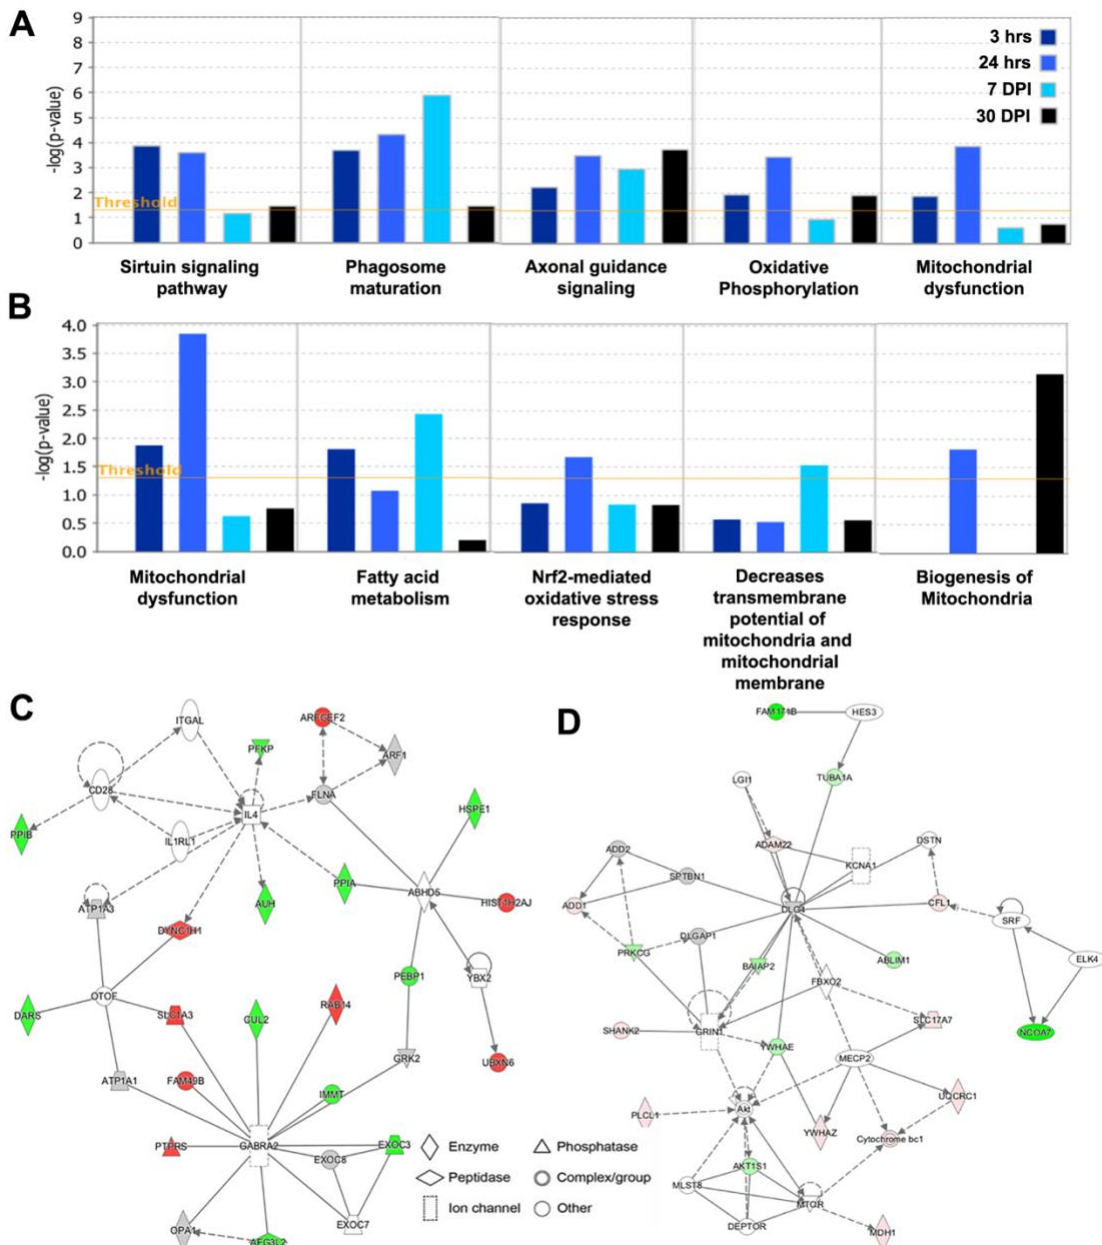 A
9
8
7
6
5
4
3
2
1
0
-log(p-value)
Threshold
3 hrs
24 hrs
7 DPI
30 DPI
Sirtuin signaling
pathway
Phagosome
maturation
Axonal guidance
signaling
Oxidative
Phosphorylation
Mitochondrial
dysfunction
B
4.0
3.5
3.0
2.5
2.0
1.5
1.0
0.5
0.0
-log(p-value)
Threshold
Mitochondrial
dysfunction
Fatty acid
metabolism
Nrf2-mediated
oxidative stress
response
Decreases
transmembrane
potential of
mitochondria and
mitochondrial
membrane
Biogenesis of
Mitochondria
C
ITGAL
ARFGEF2
PFKP
ARF1
CD28
FLNA
HSPE1
IL4
PPIB
IL1RL1
PPIA
ABHD5
AUH
HIST1H2AJ
ATP1A3
DYNC1H1
PEBP1
YBX2
OTOF
DARS
SLC1A3
CUL2
RAB14
GRK2
UBXN6
ATP1A1
FAM49B
IMMT
PTPRS
GABRA2
EXOC8
EXOC3
OPA1
EXOC7
AFG3L2
Enzyme
Peptidase
Ion channel
Phosphatase
Complex/group
Other
D
FAM171B
HES3
TUBA1A
LGI1
ADAM22
KCNA1
DSTN
ADD2
SPTBN1
ADD1
DLG4
CFL1
SRF
DLGAP1
PRKCG
BAIAP2
ABLIM1
ELK4
FBXO2
SHANK2
GRIN1
SLC17A7
NCOA7
YWHAE
MECP2
UQCRC1
PLCL1
Akt
YWHAZ
Cytochrome bc1
AKT1S1
MLST8
MTOR
DEPTOR
MDH1